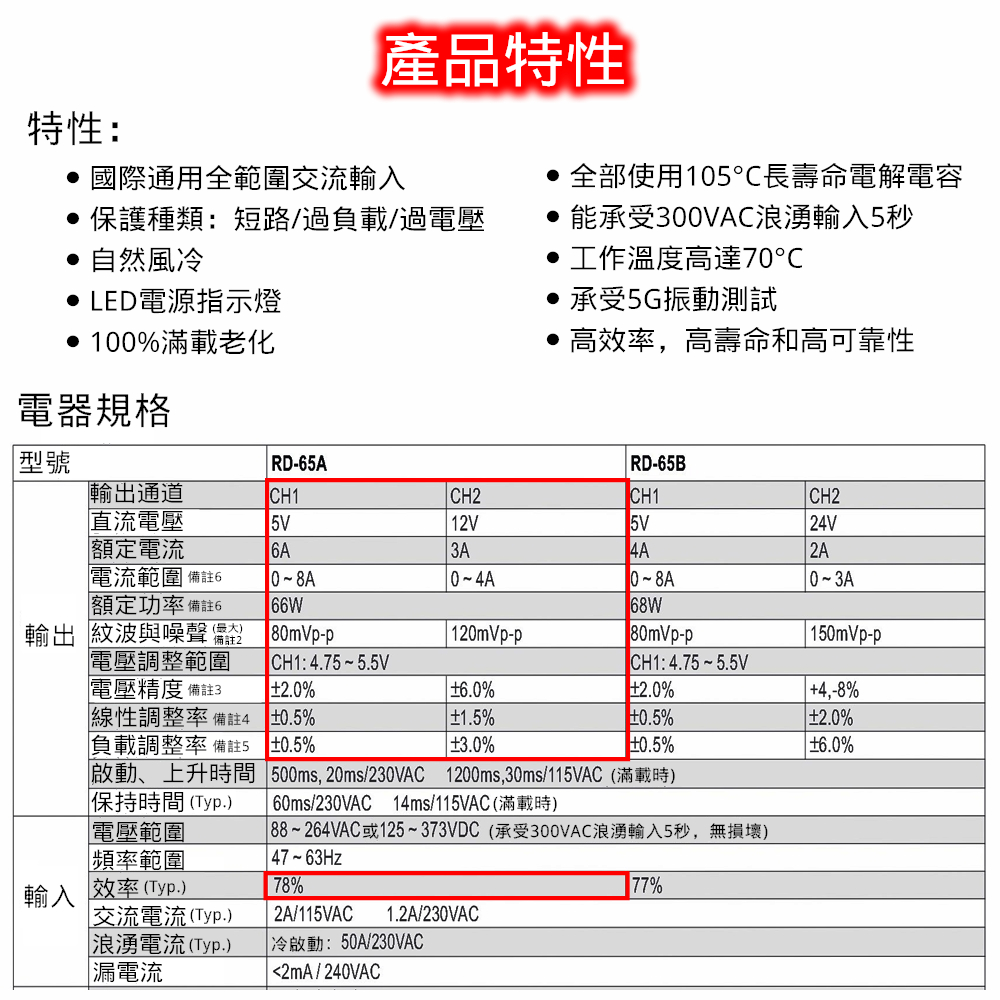 產品特性
特性：
• 國際通用全範圍交流輸入
• 保護種類：短路/過負載/過電壓
• 自然風冷
• LED電源指示燈
• 100%滿載老化
• 全部使用105°C長壽命電解電容
• 能承受300VAC浪湧輸入5秒
• 工作溫度高達70°C
• 承受5G振動測試
• 高效率，高壽命和高可靠性
電器規格
型號 RD-65A RD-65B
輸出
輸出通道 CH1 CH2 CH1 CH2
直流電壓 5V 12V 5V 24V
額定電流 6A 3A 4A 2A
電流範圍 備註6 0~8A 0~4A 0~8A 0~3A
額定功率 備註6 66W 68W
紋波與噪聲 (最大) 備註2 80mVp-p 120mVp-p 80mVp-p 150mVp-p
電壓調整範圍 CH1: 4.75~5.5V CH1: 4.75~5.5V
電壓精度 備註3 ±2.0% ±6.0% ±2.0% +4,-8%
線性調整率 備註4 ±0.5% ±1.5% ±0.5% ±2.0%
負載調整率 備註5 ±0.5% ±3.0% ±0.5% ±6.0%
啟動、上升時間 500ms, 20ms/230VAC 1200ms,30ms/115VAC (滿載時)
保持時間 (Typ.) 60ms/230VAC 14ms/115VAC (滿載時)
輸入
電壓範圍 88~264VAC或125~373VDC (承受300VAC浪湧輸入5秒，無損壞)
頻率範圍 47~63Hz
效率 (Typ.) 78% 77%
交流電流 (Typ.) 2A/115VAC 1.2A/230VAC
浪湧電流 (Typ.) 冷啟動：50A/230VAC
漏電流 <2mA / 240VAC